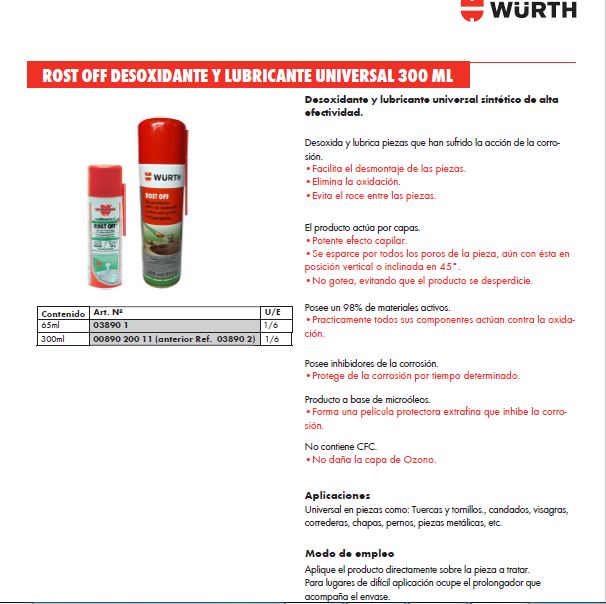 WÜRTH
ROST OFF DESOXIDANTE Y LUBRICANTE UNIVERSAL 300 ML
Desoxidante y lubricante universal sintético de alta
efectividad.
Desoxida y lubrica piezas que han sufrido la acción de la corro-
sión.
• Facilita el desmontaje de las piezas.
• Elimina la oxidación.
• Evita el roce entre las piezas.
El producto actúa por capas.
• Potente efecto capilar.
• Se esparce por todos los poros de la pieza, aún con ésta en
posición vertical o inclinada en 45°.
• No gotea, evitando que el producto se desperdicie.
Posee un 98% de materiales activos.
• Practicamente todos sus componentes actúan contra la oxida-
ción.
Posee inhibidores de la corrosión.
• Protege de la corrosión por tiempo determinado.
Producto a base de microóleos.
• Forma una película protectora extrafina que inhibe la corro-
sión.
No contiene CFC.
• No daña la capa de Ozono.
Aplicaciones
Universal en piezas como: Tuercas y tornillos., candados, visagras,
correderas, chapas, pernos, piezas metálicas, etc.
Modo de empleo
Aplique el producto directamente sobre la pieza a tratar.
Para lugares de difícil aplicación ocupe el prolongador que
acompaña el envase.
WÜRTH
ROST OFF
ROST OFF
Contenido Art. Nº U/E
65ml 03890 1 1/6
300ml 00890 200 11 (anterior Ref. 03890 2) 1/6